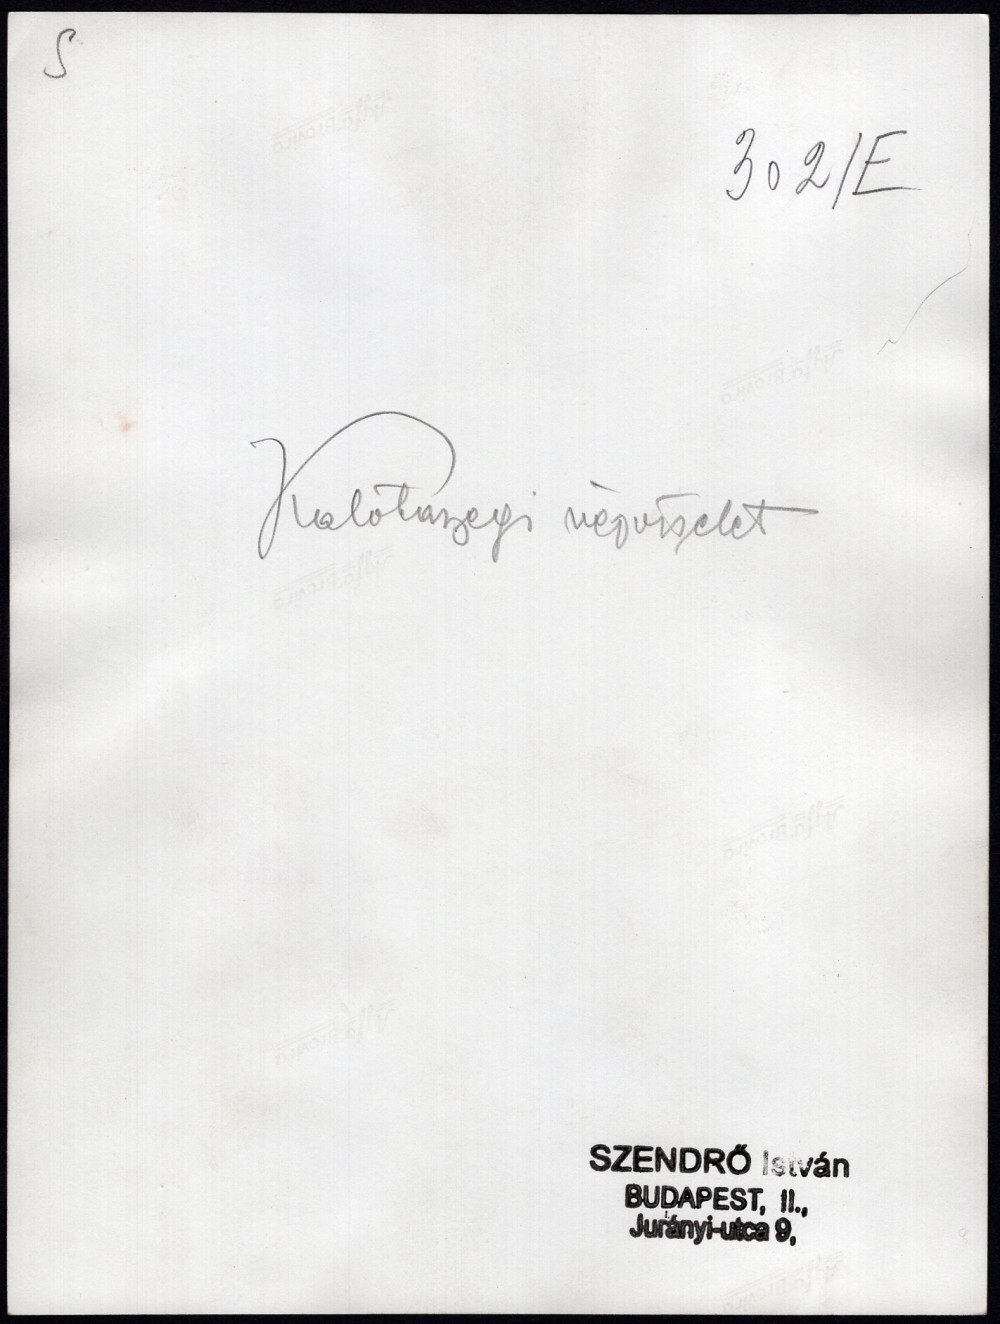 S
302/E
Kalotaszegi népviselet
SZENDRŐ István
BUDAPEST, II.,
Jurányi-utca 9,